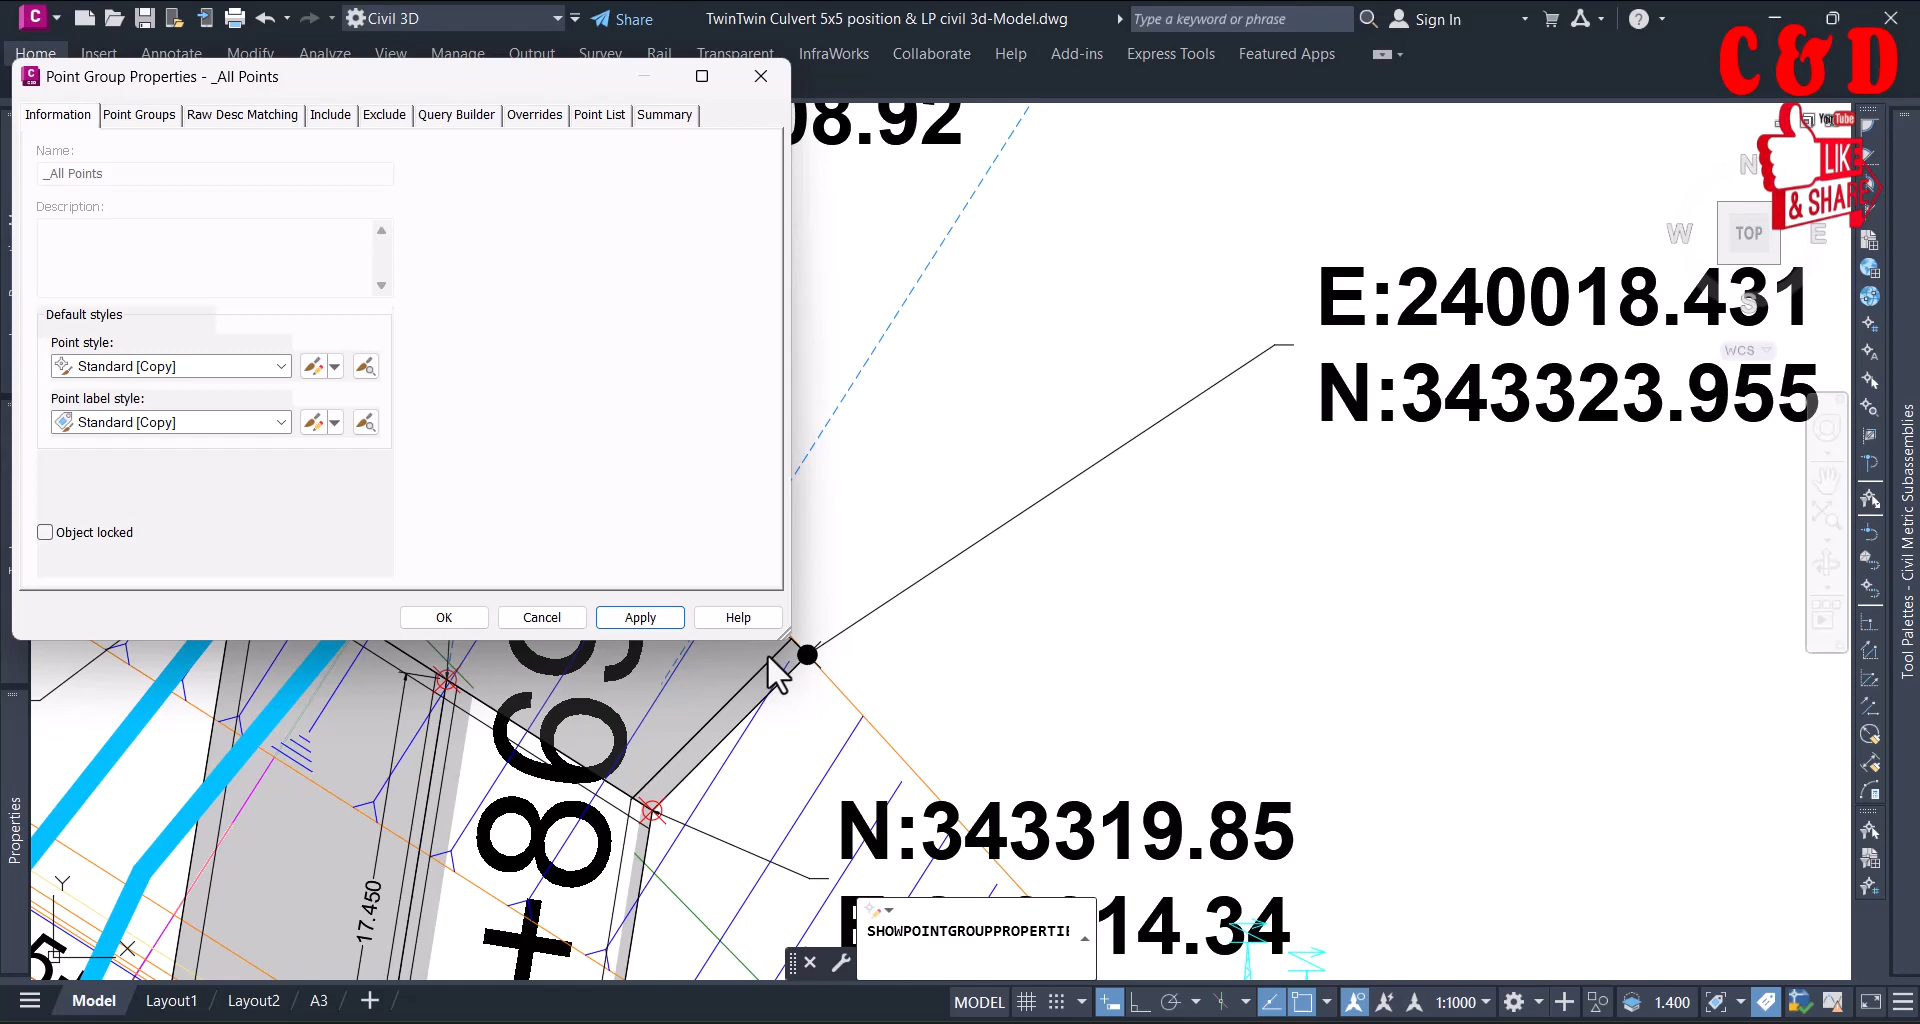 Civil 3D
Share
TwinTwin Culvert 5x5 position & LP civil 3d-Model.dwg
Type a keyword or phrase
Sign In
Home Insert Annotate Modify Analyze View Manage Output Survey Rail Transparent InfraWorks Collaborate Help Add-ins Express Tools Featured Apps
C & D
YouTube
LIKE
& SHARE
Point Group Properties - _All Points
Information Point Groups Raw Desc Matching Include Exclude Query Builder Overrides Point List Summary
Name:
_All Points
Description:
Default styles
Point style:
Standard [Copy]
Point label style:
Standard [Copy]
Object locked
OK Cancel Apply Help
08.92
N
W TOP E
S
WCS
E:240018.431
N:343323.955
N:343319.85
14.34
17.450
Y
X
SHOWPOINTGROUPPROPERTIE
Properties
Tool Palettes - Civil Metric Subassemblies
Model Layout1 Layout2 A3
MODEL 1:1000 1.400